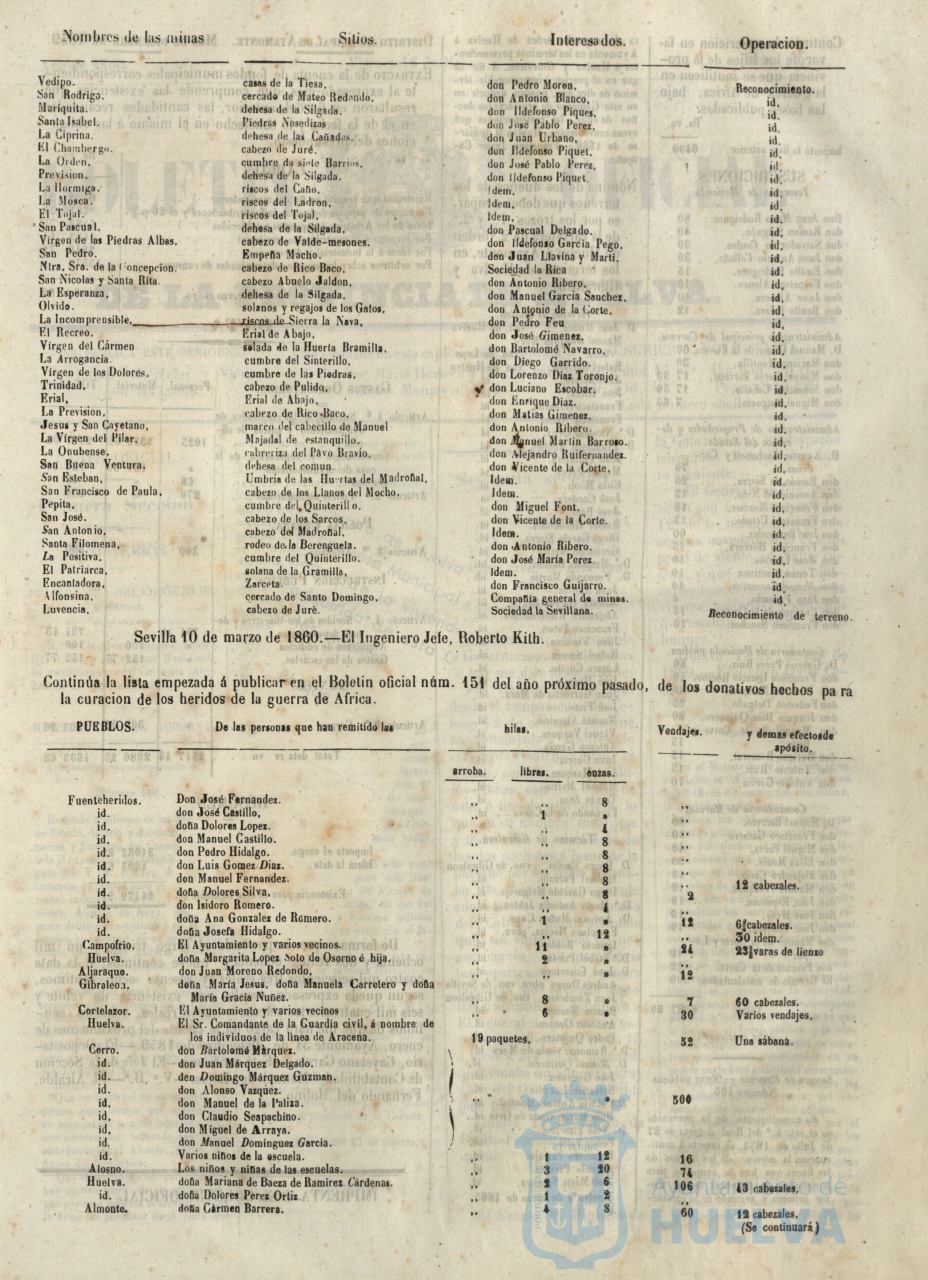 Nombres de las minas Sitios. Interesados. Operacion.
Vedipo. casas de la Tiesa, don Pedro Moron, Reconocimiento.
San Rodrigo. cercado de Mateo Redondo, don Antonio Blanco, id.
Mariquita. dehesa de la Silgada. don Ildefonso Piques, id.
Santa Isabel. Piedras Nosedizas don José Pablo Perez, id.
La Ciprina. dehesa de las Cañadas. don Juan Urbano, id.
El Chambergo. cabezo de Juré. don Ildefonso Piquet, id.
La Orden, cumbre de siete Barrios. don José Pablo Perez, id.
Prevision, dehesa de la Silgada. don Ildefonso Piquet id.
La Hormiga. riscos del Caño, Idem, id.
La Mosca. riscos del Ladron, Idem, id.
El Tojal. riscos del Tojal, Idem. id.
San Pascual, dehesa de la Silgada, don Pascual Delgado. id.
Virgen de las Piedras Albas, cabezo de Valde-mesones. don Ildefonso García Pego, id.
San Pedro. Empeña Macho. don Juan Llavina y Marti, id.
Ntra. Sra. de la Concepcion. cabezo de Rico Baco, Sociedad la Rica id.
San Nicolas y Santa Rita cabezo Abuelo Jaldon, don Antonio Ribero, id.
La Esperanza, dehesa de la Silgada, don Manuel García Sanchez, id.
Olvido. solanos y regajos de los Gatos, don Antonio de la Corte, id.
La Incomprensible, riscos de Sierra la Nava, don Pedro Feu id.
El Recreo. Erial de Abajo, don José Gimenez, id.
Virgen del Cármen solada de la Huerta Bramilla, don Bartolomé Navarro, id.
La Arrogancia. cumbre del Sinterillo, don Diego Garrido. id.
Vírgen de los Dolores. cumbre de las Piedras, don Lorenzo Diaz Toronjo. id.
Trinidad, cabezo de Pulido, don Luciano Escobar, id.
Erial, Erial de Abajo, don Enrique Diaz. id.
La Prevision, cabezo de Rico Baco, don Matias Gimenez, id.
Jesus y San Cayetano, marco del cabecillo de Manuel don Antonio Ribero. id.
La Vírgen del Pilar, Majadal de estanquillo. don Manuel Martin Barroso. id.
La Onubense, cabreriza del Pavo Bravio, don Alejandro Ruifernandez. id.
San Buena Ventura, dehesa del comun. don Vicente de la Corte, id.
San Esteban, Umbria de las Huertas del Madroñal, Idem. id.
San Francisco de Paula, cabezo de los Llanos del Mocho. Idem. id.
Pepita, cumbre del Quinterillo. don Miguel Font. id.
San José. cabezo de los Sarcos, don Vicente de la Corte. id.
San Antonio, cabezo del Madroñal, Idem. id.
Santa Filomena, rodeo de la Berenguela. don Antonio Ribero. id.
La Positiva, cumbre del Quinterillo. don José María Perez. id.
El Patriarca, solana de la Gramilla, Idem. id.
Encantadora, Zarceta. don Francisco Guijarro. id.
Alfonsina, cercado de Santo Domingo, Compañia general de minas. id.
Luvencia, cabezo de Jurè. Sociedad la Sevillana. Reconocimiento de terreno.
Sevilla 10 de marzo de 1860.—El Ingeniero Jefe, Roberto Kith.
Continúa la lista empezada á publicar en el Boletin oficial núm. 151 del año próximo pasado, de los donativos hechos pa ra
la curacion de los heridos de la guerra de Africa.
PUEBLOS. De las personas que han remitido las hilas, Vendajes. y demas efectosde
apósito.
arroba. libras. onzas.
Fuenteheridos. Don José Fernandez. ,, ,, 8 ,,
id. don José Castillo, ,, 1 » ,,
id. doña Dolores Lopez. ,, ,, 4 ,,
id. don Manuel Castillo. ,, ,, 8 ,,
id. don Pedro Hidalgo. ,, ,, 8 ,,
id. don Luis Gomez Diaz. ,, ,, 8 ,,
id. don Manuel Fernandez. ,, ,, 8 ,, 12 cabezales.
id. doña Dolores Silva, ,, ,, 8 2
id. don Isidoro Romero. ,, ,, 4 ,,
id. doña Ana Gonzalez de Romero. ,, 1 » 12 cabezales.
id. doña Josefa Hidalgo. ,, ,, 12 ,, 30 idem.
Campofrio. El Ayuntamiento y varios vecinos. ,, 11 » 24 varas de lienzo
Huelva. doña Margarita Lopez Soto de Osorno é hija. ,, 2 » ,,
Aljaraque. don Juan Moreno Redondo, ,, ,, » 12
Gibraleon. doña María Jesus, doña Manuela Carretero y doña
María Gracia Nuñez. ,, 8 » 7 60 cabezales.
Cortelazor. El Ayuntamiento y varios vecinos ,, 6 » 30 Varios vendajes,
Huelva. El Sr. Comandante de la Guardia civil, á nombre de
los individuos de la linea de Aracena. 19 paquetes, 52 Una sábana.
Cerro. don Bartolomé Màrquez.
id. don Juan Márquez Delgado.
id. den Domingo Márquez Guzman.
id. don Alonso Vazquez.
id. don Manuel de la Paliza. ,, ,, » 500
id. don Claudio Seapachino.
id. don Miguel de Arraya.
id. don Manuel Dominguez Garcia.
id. Varios niños de la escuela. ,, 1 12 16
Alosno. Los niños y niñas de las escuelas. ,, 3 20 74
Huelva. doña Mariana de Baeza de Ramirez Cárdenas. ,, 2 6 106 43 cabezales,
id. doña Dolores Perez Ortiz. ,, 1 2 ,,
Almonte. doña Cármen Barrera. ,, 4 8 60 12 cabezales,
(Se continuará)
Ayuntamiento de
HUELVA